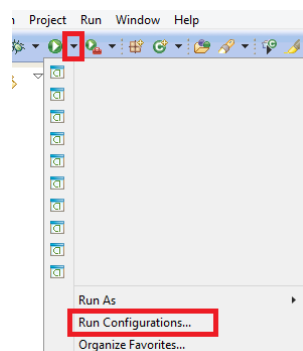 Project Run Window Help
Run As
Run Configurations...
Organize Favorites...